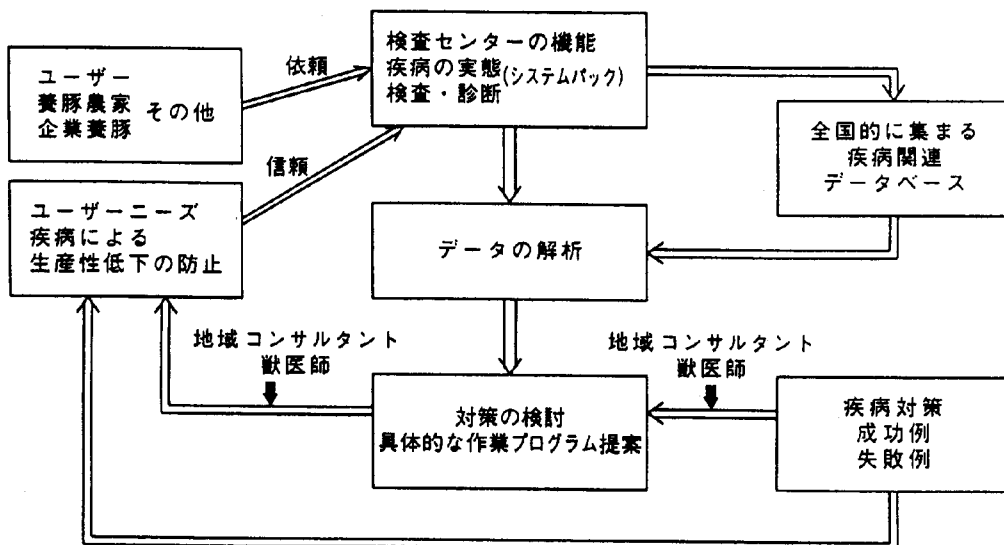 ユーザー
養豚農家 その他
企業養豚
依頼
検査センターの機能
疾病の実態(システムパック)
検査・診断
全国的に集まる
疾病関連
データベース
信頼
ユーザーニーズ
疾病による
生産性低下の防止
データの解析
地域コンサルタント
獣医師
地域コンサルタント
獣医師
対策の検討
具体的な作業プログラム提案
疾病対策
成功例
失敗例